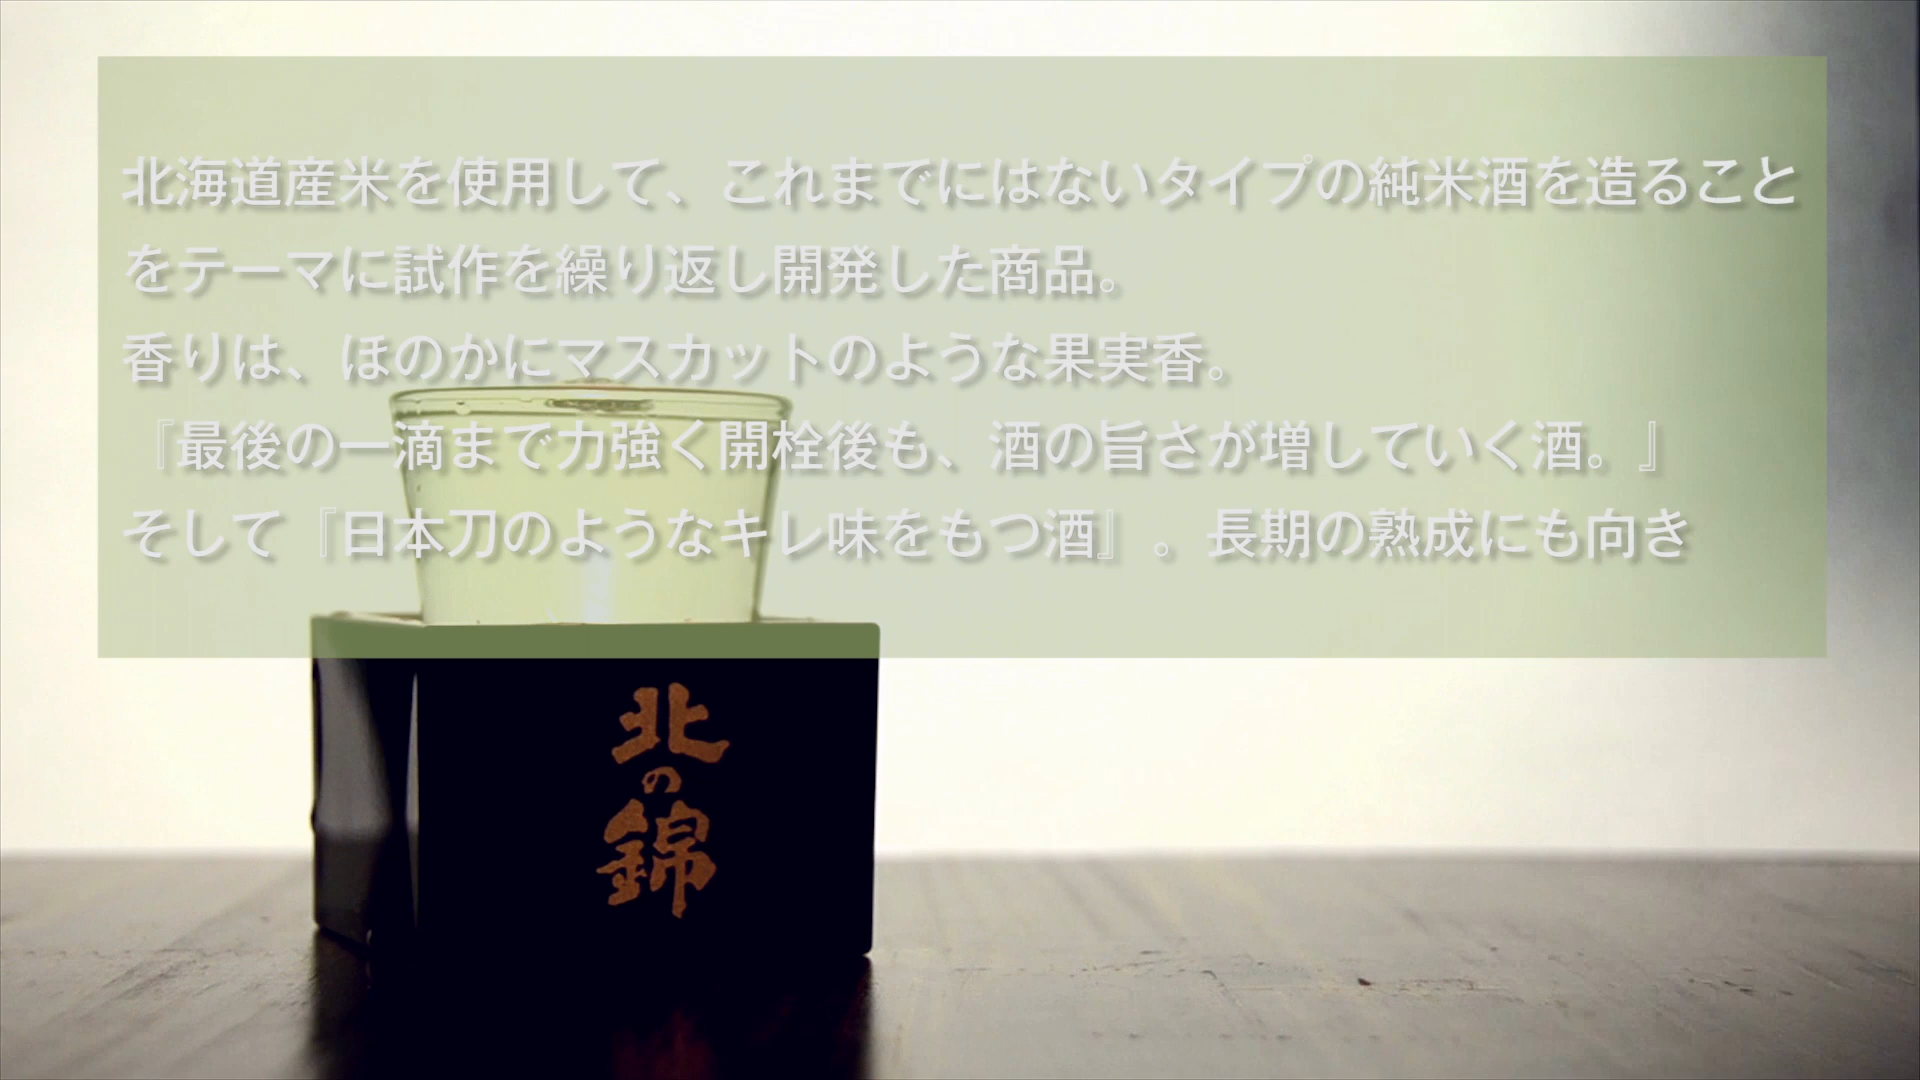 北海道産米を使用して、これまでにはないタイプの純米酒を造ること
をテーマに試作を繰り返し開発した商品。
香りは、ほのかにマスカットのような果実香。
『最後の一滴まで力強く開栓後も、酒の旨さが増していく酒。』
そして『日本刀のようなキレ味をもつ酒』。長期の熟成にも向き
北の錦